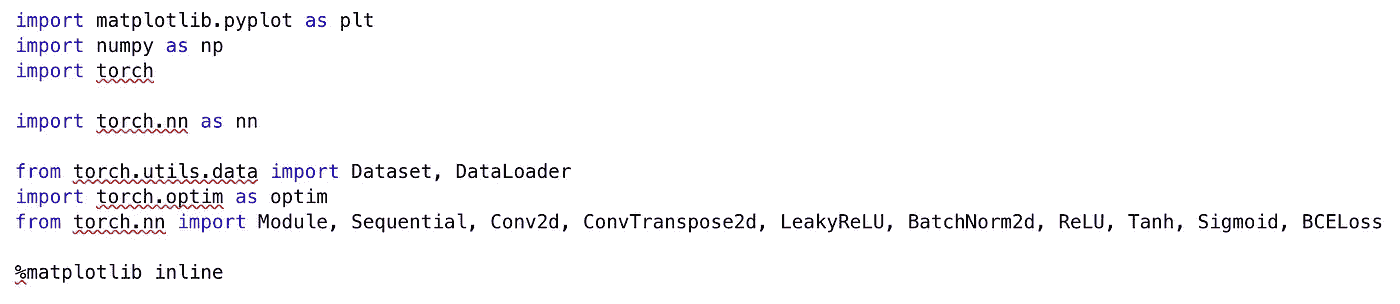 import matplotlib.pyplot as plt
import numpy as np
import torch
import torch.nn as nn
from torch.utils.data import Dataset, DataLoader
import torch.optim as optim
from torch.nn import Module, Sequential, Conv2d, ConvTranspose2d, LeakyReLU, BatchNorm2d, ReLU, Tanh, Sigmoid, BCELoss
%matplotlib inline